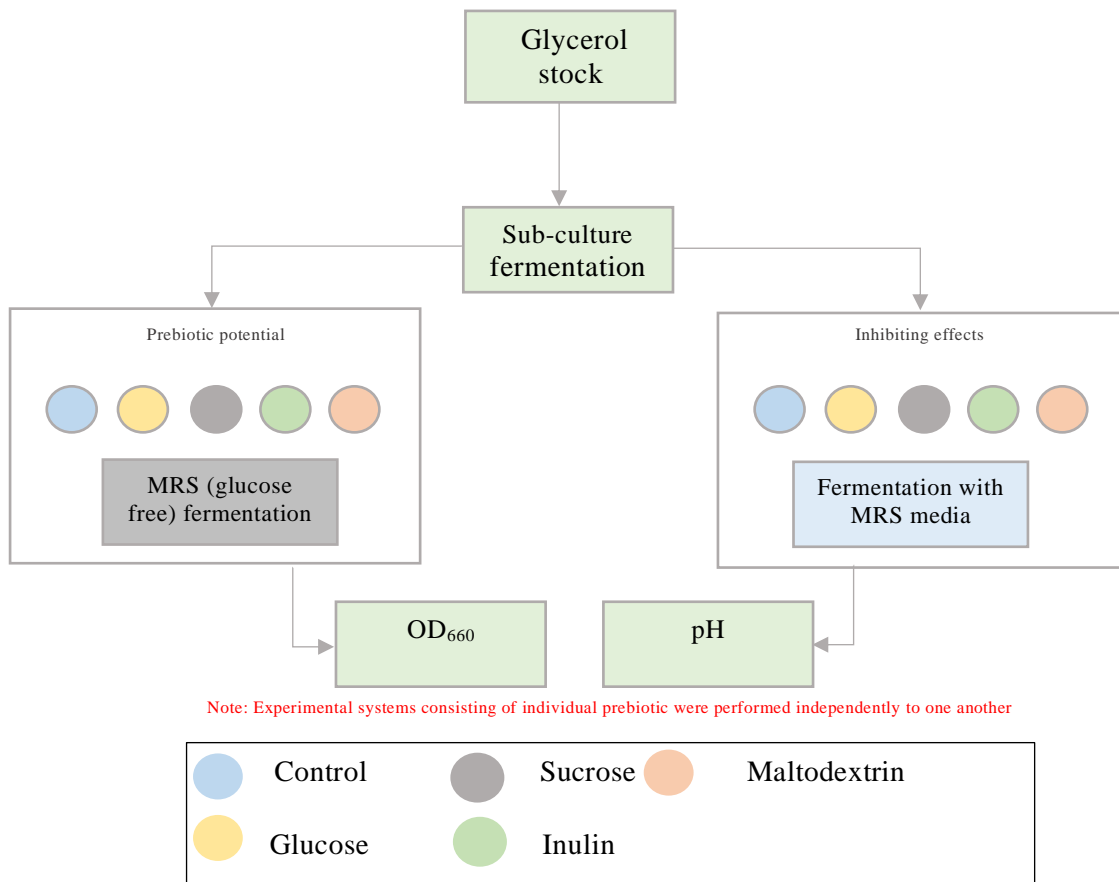 Glycerol
stock
Sub-culture
fermentation
Prebiotic potential
MRS (glucose
free) fermentation
Inhibiting effects
Fermentation with
MRS media
OD₆₆₀
pH
Note: Experimental systems consisting of individual prebiotic were performed independently to one another
Control
Sucrose
Maltodextrin
Glucose
Inulin